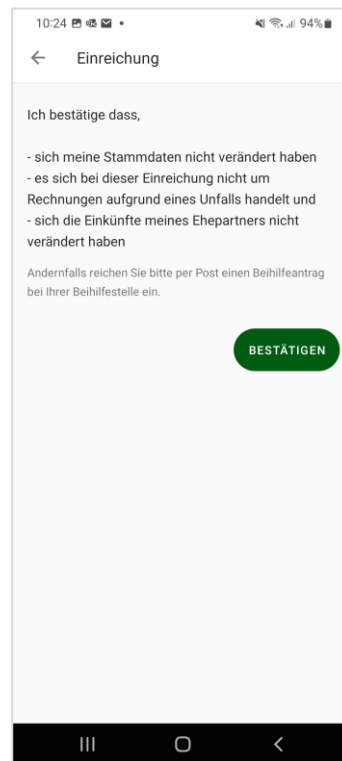 10:24
94%
Einreichung
Ich bestätige dass,
- sich meine Stammdaten nicht verändert haben
- es sich bei dieser Einreichung nicht um
Rechnungen aufgrund eines Unfalls handelt und
- sich die Einkünfte meines Ehepartners nicht
verändert haben
Andernfalls reichen Sie bitte per Post einen Beihilfeantrag
bei Ihrer Beihilfestelle ein.
BESTÄTIGEN